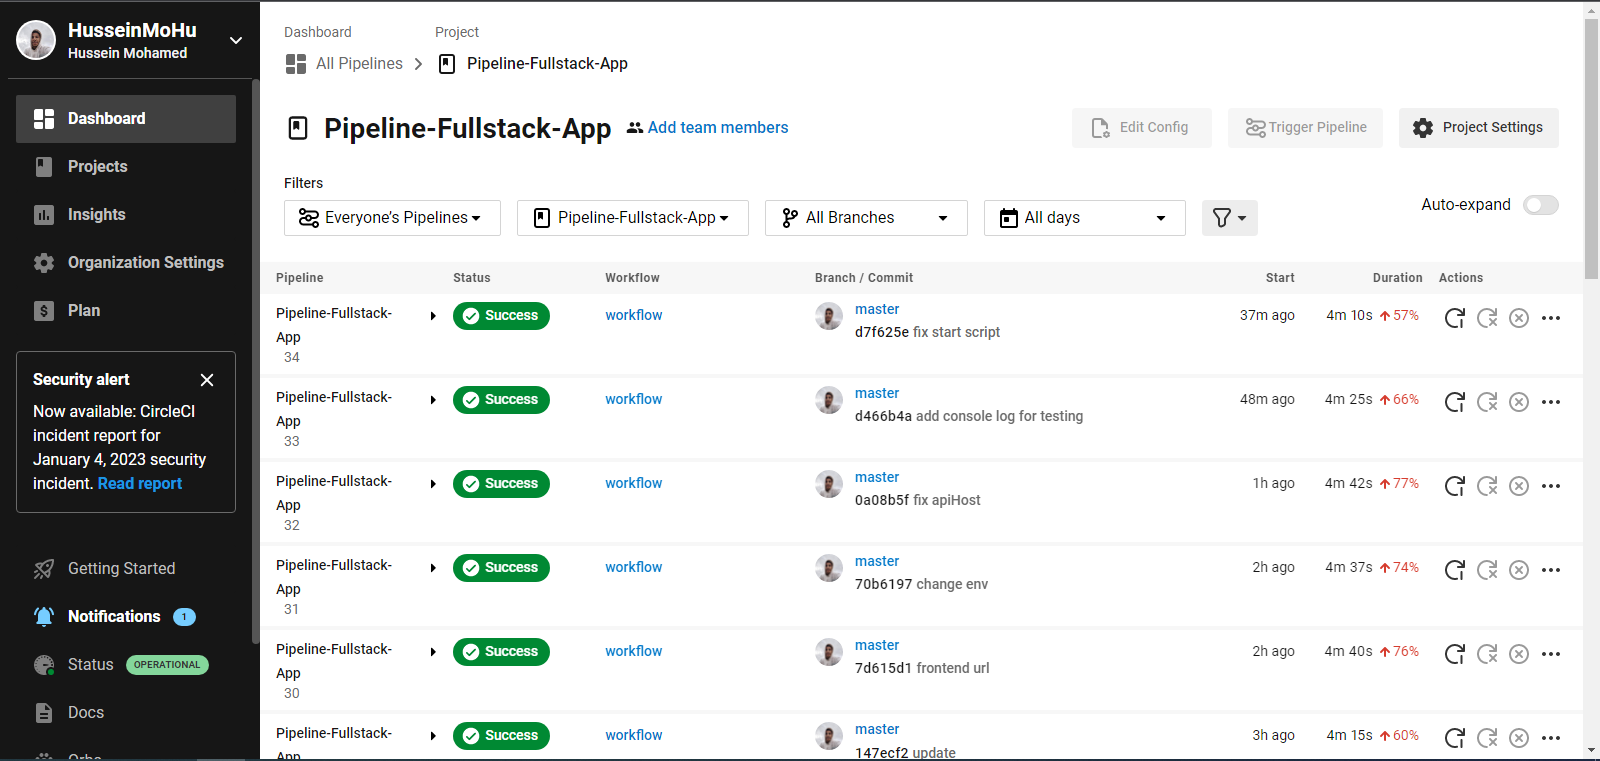 HusseinMoHu
Hussein Mohamed
Dashboard
Projects
Insights
Organization Settings
Plan
Security alert
Now available: CircleCI
incident report for
January 4, 2023 security
incident. Read report
Getting Started
Notifications 1
Status OPERATIONAL
Docs
Orbs
Dashboard Project
All Pipelines Pipeline-Fullstack-App
Pipeline-Fullstack-App Add team members
Edit Config Trigger Pipeline Project Settings
Filters
Everyone’s Pipelines Pipeline-Fullstack-App All Branches All days
Auto-expand
Pipeline Status Workflow Branch / Commit Start Duration Actions
Pipeline-Fullstack-
App
34
Success workflow master
d7f625e fix start script
37m ago 4m 10s 57%
Pipeline-Fullstack-
App
33
Success workflow master
d466b4a add console log for testing
48m ago 4m 25s 66%
Pipeline-Fullstack-
App
32
Success workflow master
0a08b5f fix apiHost
1h ago 4m 42s 77%
Pipeline-Fullstack-
App
31
Success workflow master
70b6197 change env
2h ago 4m 37s 74%
Pipeline-Fullstack-
App
30
Success workflow master
7d615d1 frontend url
2h ago 4m 40s 76%
Pipeline-Fullstack-
App
Success workflow master
147ecf2 update
3h ago 4m 15s 60%